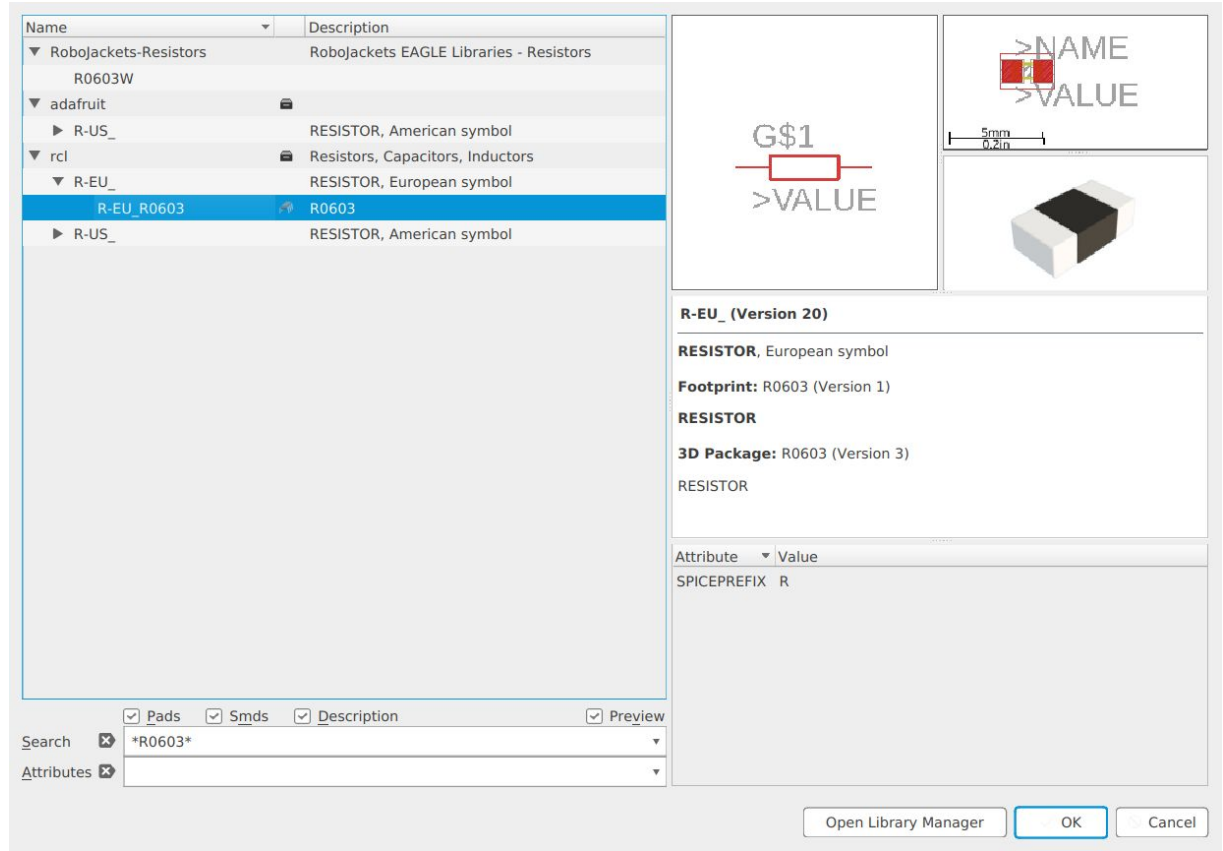 Name Description
RoboJackets-Resistors RoboJackets EAGLE Libraries - Resistors
R0603W
adafruit
R-US_ RESISTOR, American symbol
rcl Resistors, Capacitors, Inductors
R-EU_ RESISTOR, European symbol
R-EU_R0603 R0603
R-US_ RESISTOR, American symbol
Pads Smds Description Preview
Search *R0603*
Attributes
G$1
>VALUE
>NAME
>VALUE
5mm
0.2in
R-EU_ (Version 20)
RESISTOR, European symbol
Footprint: R0603 (Version 1)
RESISTOR
3D Package: R0603 (Version 3)
RESISTOR
Attribute Value
SPICEPREFIX R
Open Library Manager OK Cancel